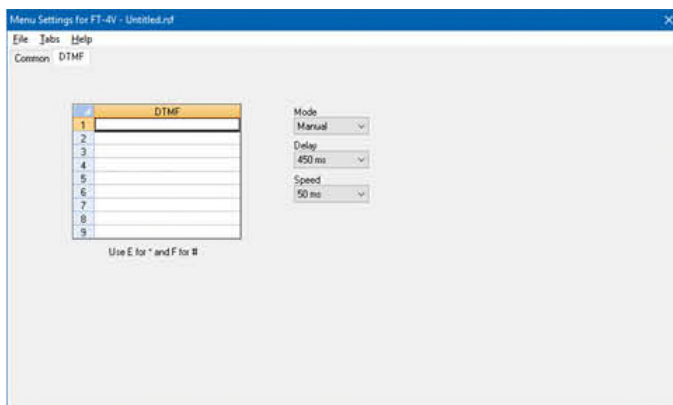 Menu Settings for FT-4V - Untitled.rsf
File Tabs Help
Common DTMF
DTMF
1
2
3
4
5
6
7
8
9
Use E for * and F for #
Mode
Manual
Delay
450 ms
Speed
50 ms